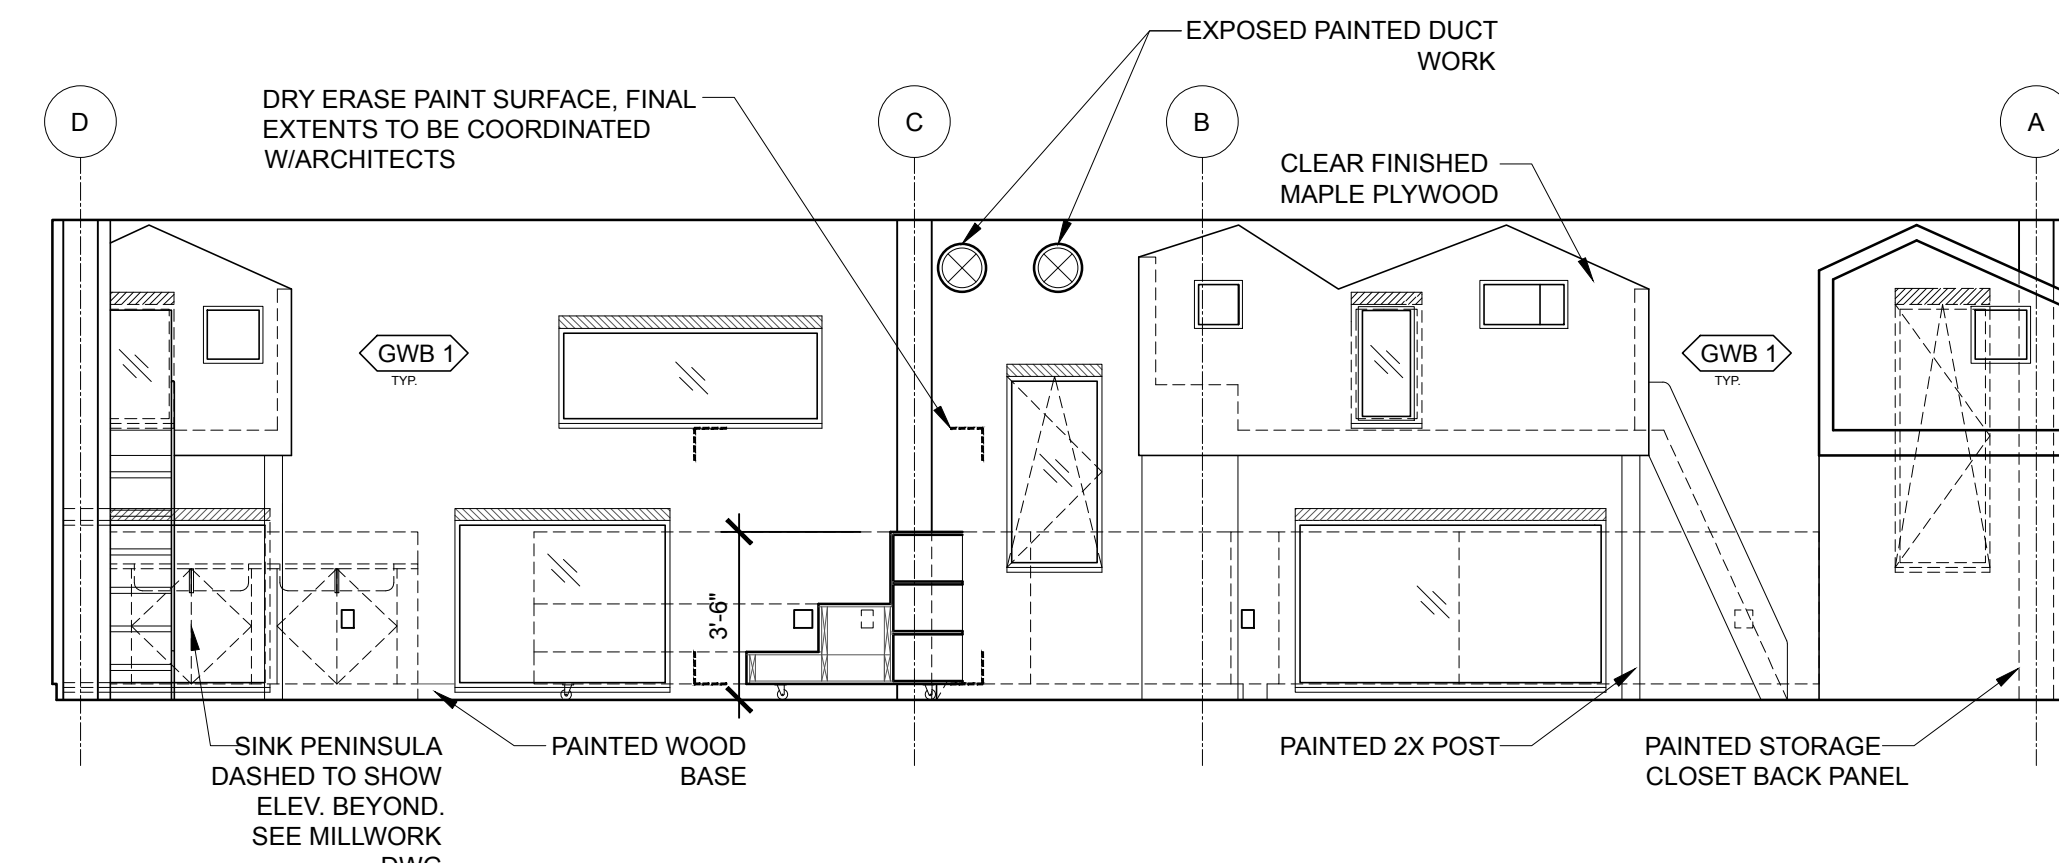 EXPOSED PAINTED DUCT
WORK
DRY ERASE PAINT SURFACE, FINAL
EXTENTS TO BE COORDINATED
W/ARCHITECTS
D
C
B
A
CLEAR FINISHED
MAPLE PLYWOOD
GWB 1
TYP.
GWB 1
TYP.
3'-6"
SINK PENINSULA
DASHED TO SHOW
ELEV. BEYOND.
SEE MILLWORK
DWG
PAINTED WOOD
BASE
PAINTED 2X POST
PAINTED STORAGE
CLOSET BACK PANEL